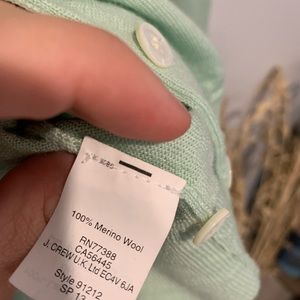 100% Merino Wool
RN77388
CA56445
J. CREW U.K. Ltd EC4V 6JA
Style 91212
SP 13